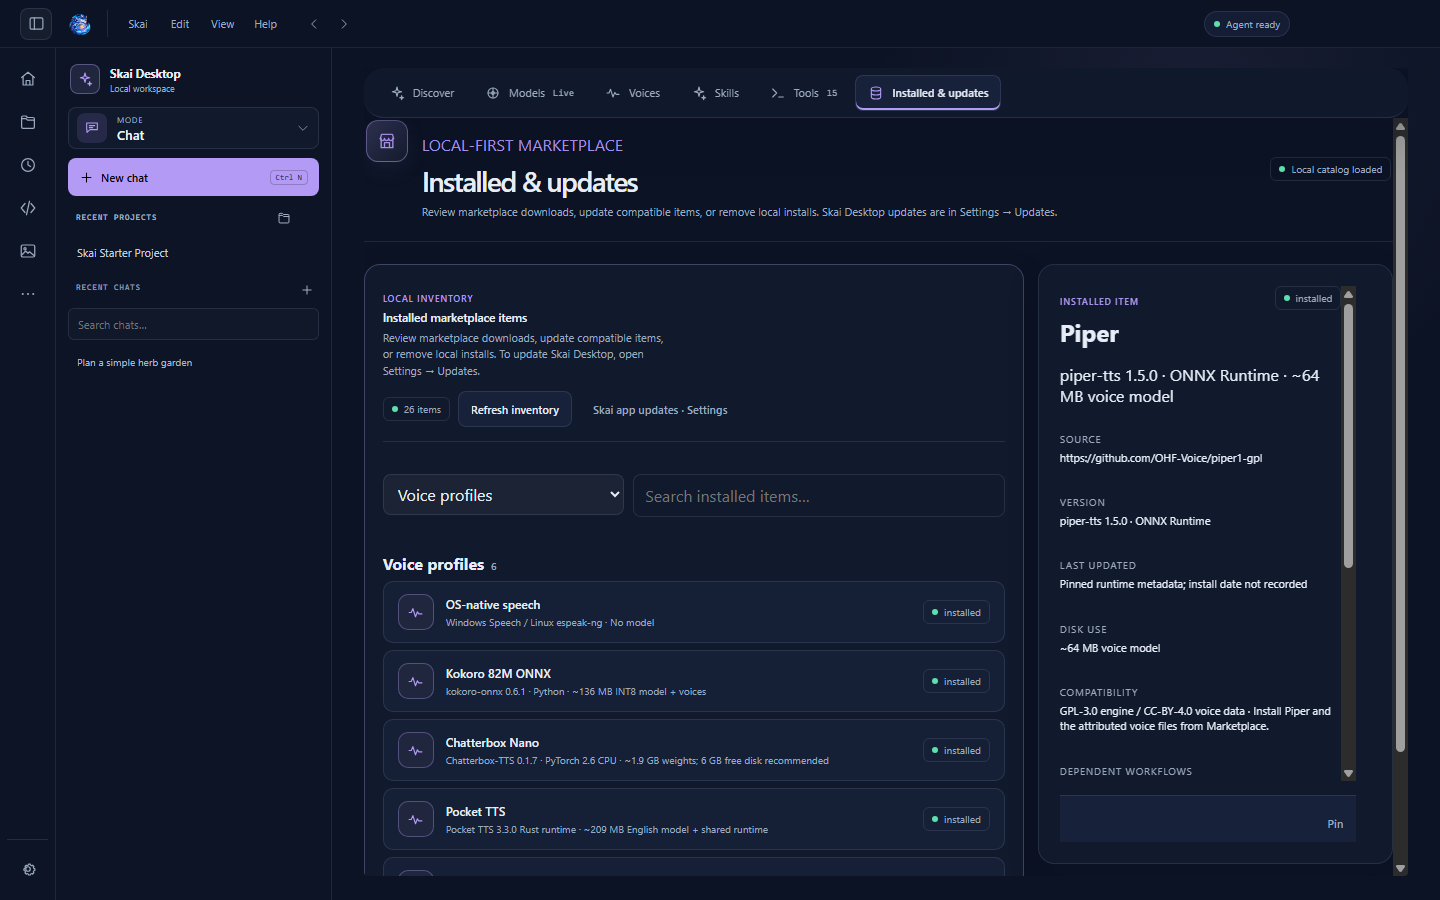 Skai Edit View Help
Agent ready
Skai Desktop
Local workspace
MODE
Chat
New chat Ctrl N
RECENT PROJECTS
Skai Starter Project
RECENT CHATS
Search chats...
Plan a simple herb garden
Discover Models Live Voices Skills Tools 15 Installed & updates
LOCAL-FIRST MARKETPLACE
Installed & updates
Review marketplace downloads, update compatible items, or remove local installs. Skai Desktop updates are in Settings → Updates.
Local catalog loaded
LOCAL INVENTORY
Installed marketplace items
Review marketplace downloads, update compatible items,
or remove local installs. To update Skai Desktop, open
Settings → Updates.
26 items Refresh inventory Skai app updates · Settings
Voice profiles Search installed items...
Voice profiles 6
OS-native speech
Windows Speech / Linux espeak-ng · No model
installed
Kokoro 82M ONNX
kokoro-onnx 0.6.1 · Python · ~136 MB INT8 model + voices
installed
Chatterbox Nano
Chatterbox-TTS 0.1.7 · PyTorch 2.6 CPU · ~1.9 GB weights; 6 GB free disk recommended
installed
Pocket TTS
Pocket TTS 3.3.0 Rust runtime · ~209 MB English model + shared runtime
installed
INSTALLED ITEM
installed
Piper
piper-tts 1.5.0 · ONNX Runtime · ~64
MB voice model
SOURCE
https://github.com/OHF-Voice/piper1-gpl
VERSION
piper-tts 1.5.0 · ONNX Runtime
LAST UPDATED
Pinned runtime metadata; install date not recorded
DISK USE
~64 MB voice model
COMPATIBILITY
GPL-3.0 engine / CC-BY-4.0 voice data · Install Piper and
the attributed voice files from Marketplace.
DEPENDENT WORKFLOWS
Pin